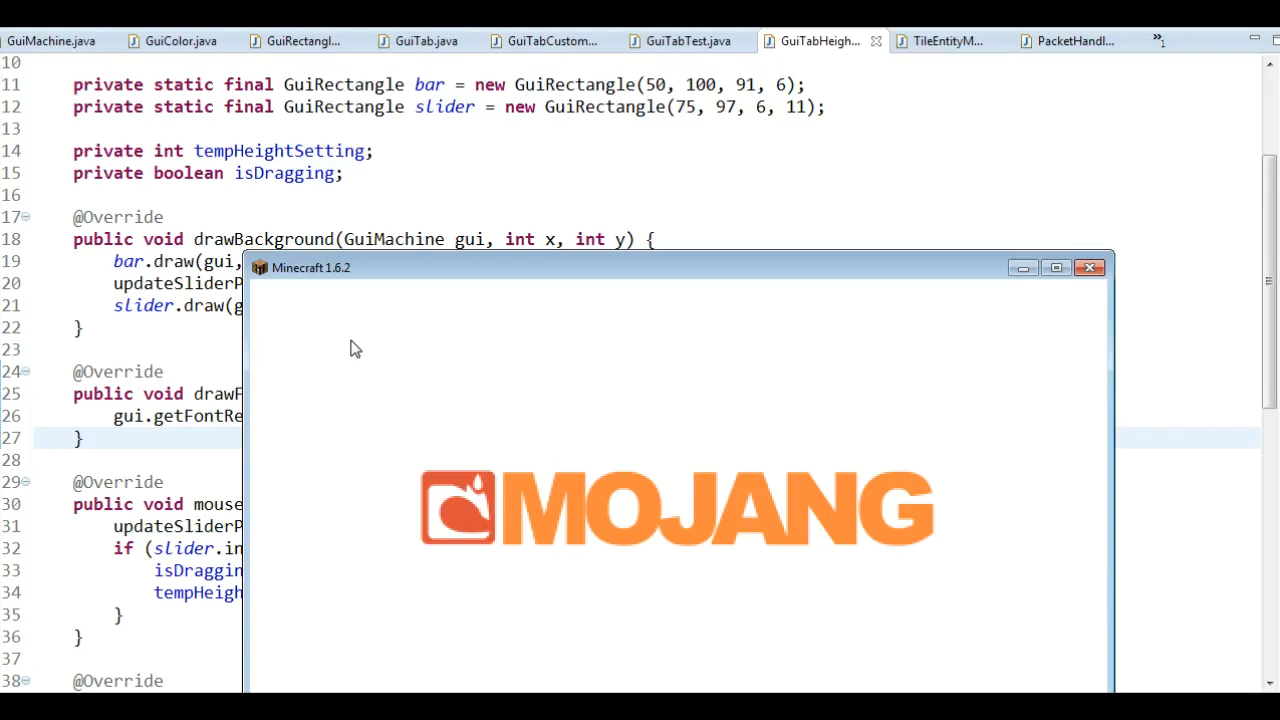 GuiMachine.java GuiColor.java GuiRectangl... GuiTab.java GuiTabCustom... GuiTabTest.java GuiTabHeigh... TileEntityM... PacketHandl... »1
10
11 private static final GuiRectangle bar = new GuiRectangle(50, 100, 91, 6);
12 private static final GuiRectangle slider = new GuiRectangle(75, 97, 6, 11);
13
14 private int tempHeightSetting;
15 private boolean isDragging;
16
17 @Override
18 public void drawBackground(GuiMachine gui, int x, int y) {
19 bar.draw(gui,
20 updateSliderP
21 slider.draw(g
22 }
23
24 @Override
25 public void drawF
26 gui.getFontRe
27 }
28
29 @Override
30 public void mouse
31 updateSliderP
32 if (slider.in
33 isDraggin
34 tempHeigh
35 }
36 }
37
38 @Override
Minecraft 1.6.2
MOJANG